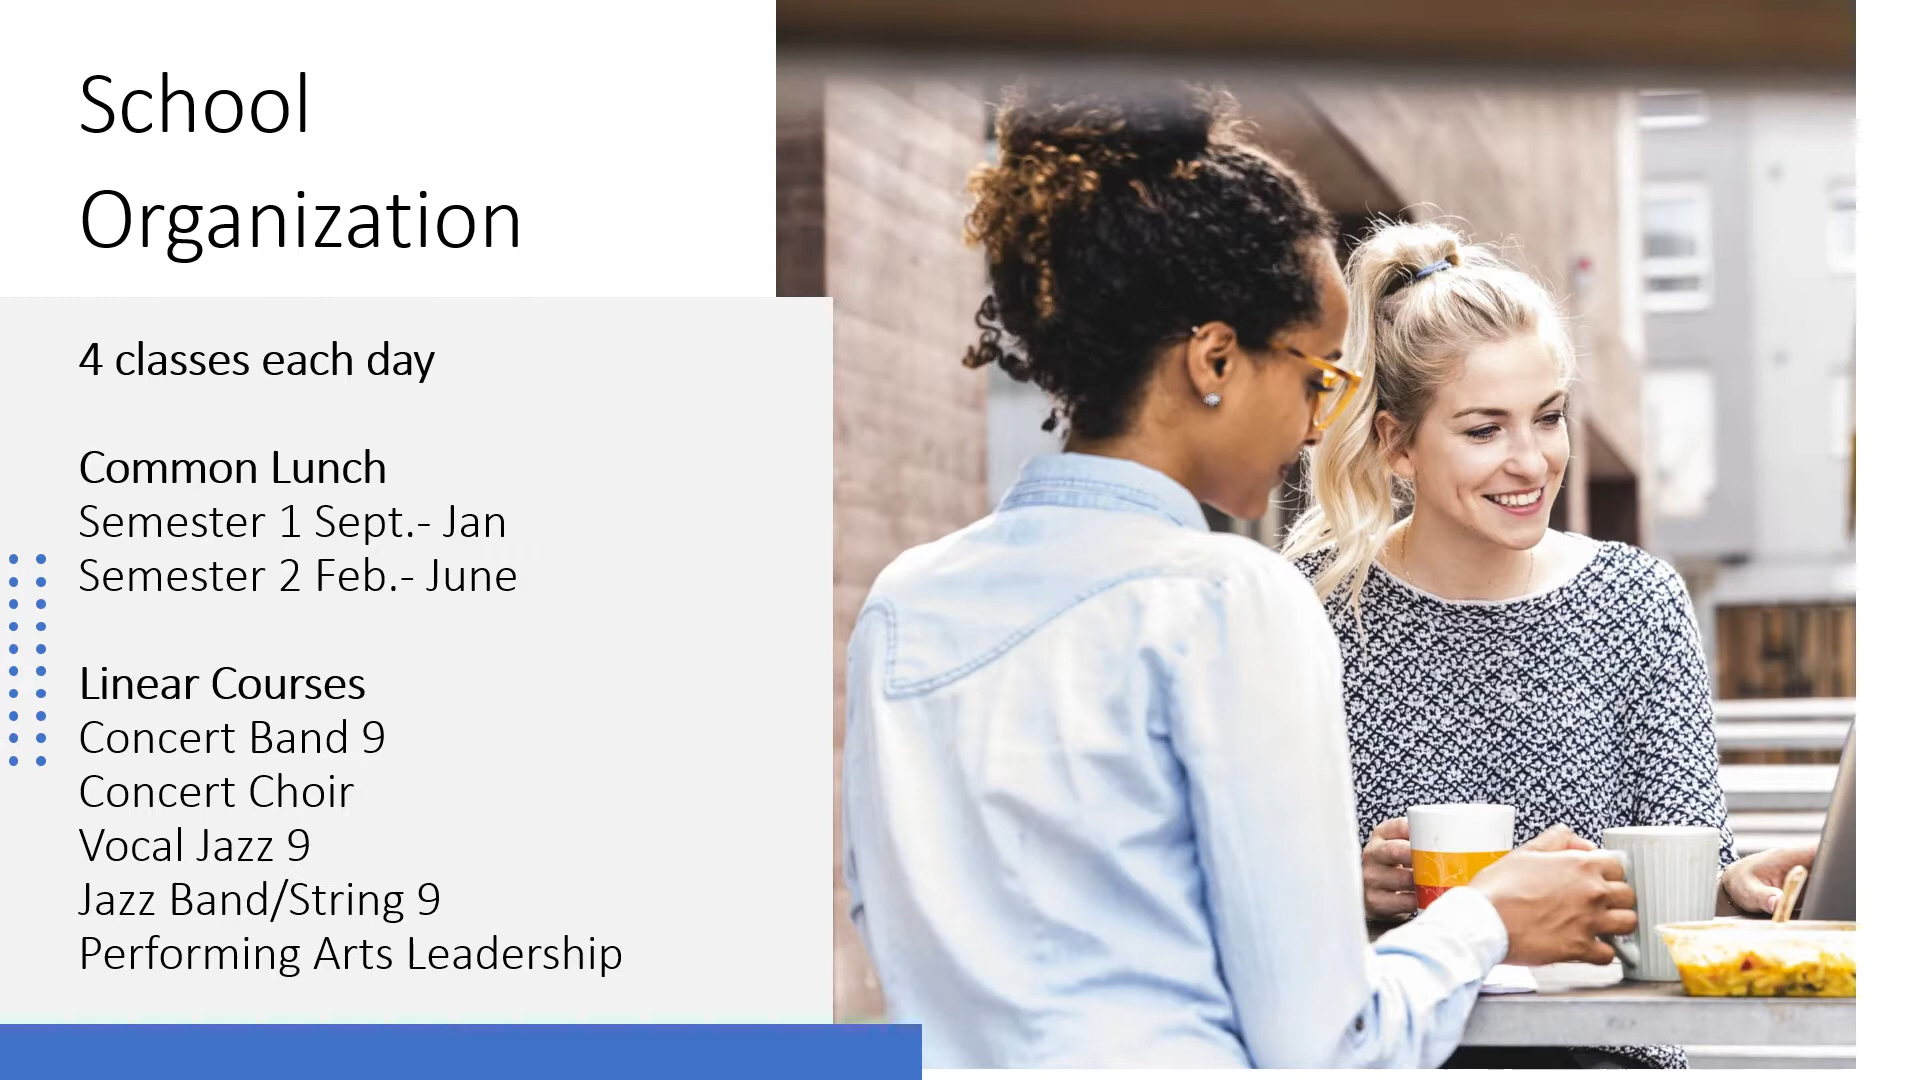 School
Organization
4 classes each day
Common Lunch
Semester 1 Sept.- Jan
Semester 2 Feb.- June
Linear Courses
Concert Band 9
Concert Choir
Vocal Jazz 9
Jazz Band/String 9
Performing Arts Leadership